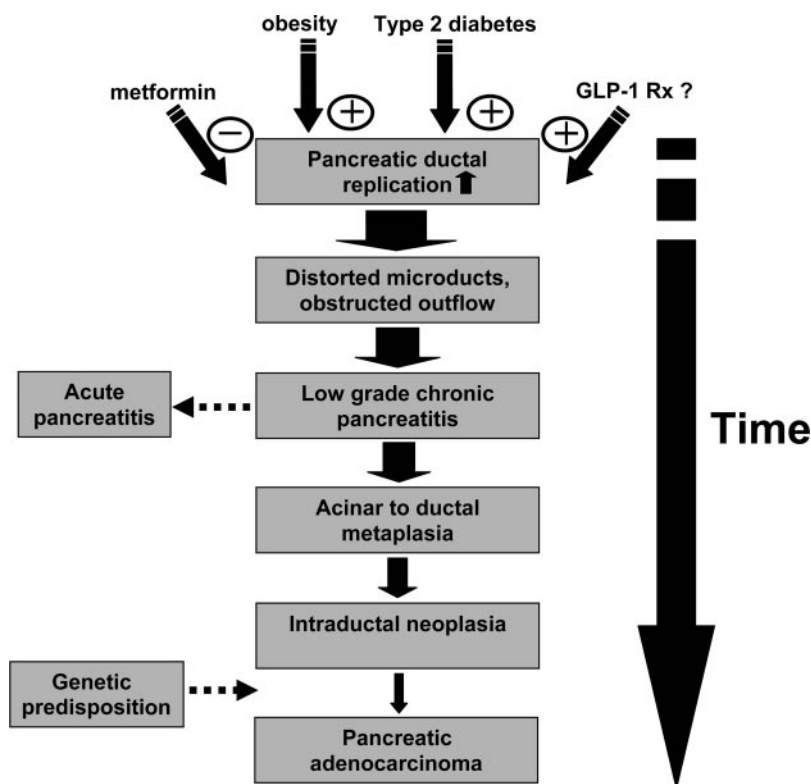 obesity
Type 2 diabetes
metformin
GLP-1 Rx ?
−
+
+
+
Pancreatic ductal
replication
Distorted microducts,
obstructed outflow
Acute
pancreatitis
Low grade chronic
pancreatitis
Time
Acinar to ductal
metaplasia
Intraductal neoplasia
Genetic
predisposition
Pancreatic
adenocarcinoma